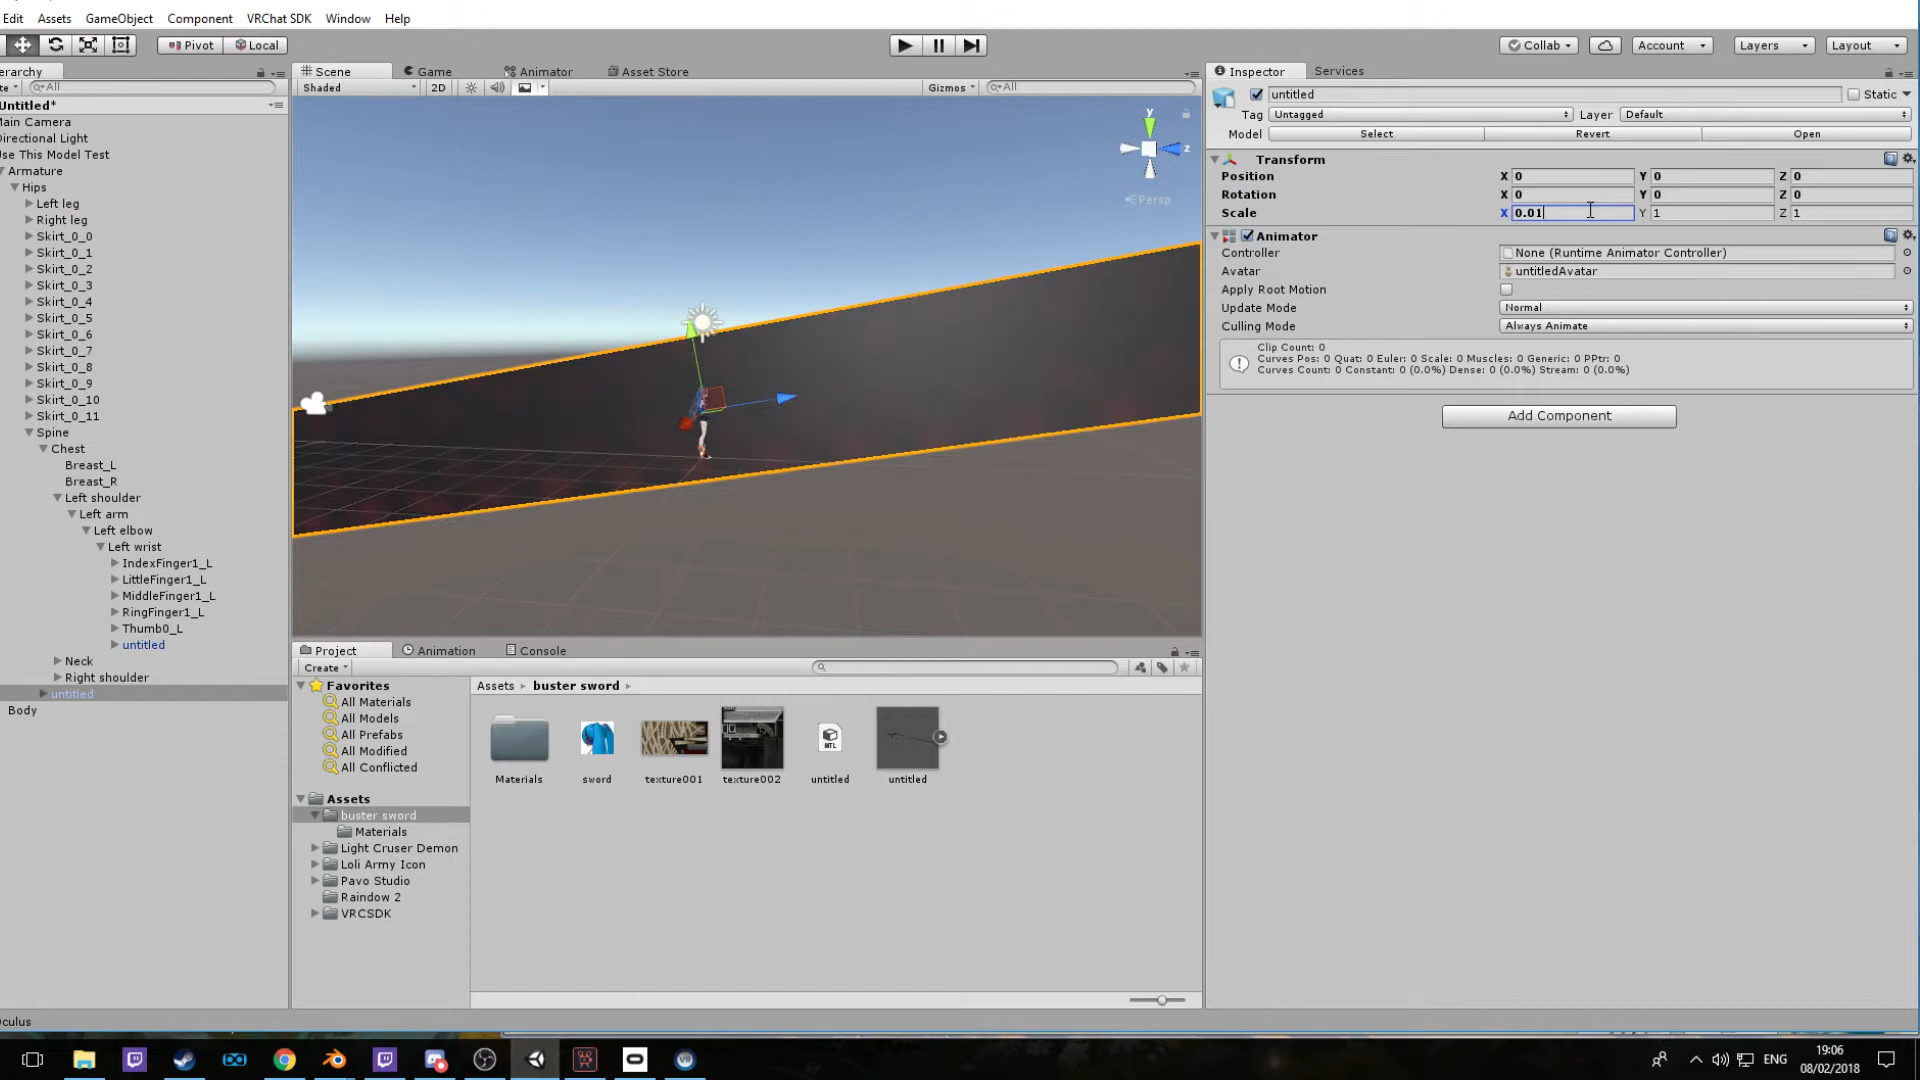 Edit Assets GameObject Component VRChat SDK Window Help
Pivot Local Collab Account Layers Layout
erarchy
Scene Game Animator Asset Store
Inspector Services
te All
Shaded 2D Gizmos All
untitled Static
Untitled*
Tag Untagged Layer Default
Main Camera
Model Select Revert Open
Directional Light
Use This Model Test
Transform
Armature
Position X 0 Y 0 Z 0
Hips
Rotation X 0 Y 0 Z 0
Left leg
Scale X 0.01 Y 1 Z 1
Right leg
Skirt_0_0
Animator
Skirt_0_1
Controller None (Runtime Animator Controller)
Skirt_0_2
Avatar untitledAvatar
Skirt_0_3
Apply Root Motion
Skirt_0_4
Update Mode Normal
Skirt_0_5
Culling Mode Always Animate
Skirt_0_6
Clip Count: 0
Skirt_0_7
Curves Pos: 0 Quat: 0 Euler: 0 Scale: 0 Muscles: 0 Generic: 0 PPtr: 0
Skirt_0_8
Curves Count: 0 Constant: 0 (0.0%) Dense: 0 (0.0%) Stream: 0 (0.0%)
Skirt_0_9
Skirt_0_10
Skirt_0_11
Add Component
Spine
Chest
Breast_L
Breast_R
Left shoulder
Left arm
Left elbow
Left wrist
IndexFinger1_L
LittleFinger1_L
MiddleFinger1_L
RingFinger1_L
Thumb0_L
untitled
Neck
Right shoulder
untitled
Body
y
z
Persp
Project Animation Console
Create
Favorites
All Materials
All Models
All Prefabs
All Modified
All Conflicted
Assets
buster sword
Materials
Light Cruser Demon
Loli Army Icon
Pavo Studio
Raindow 2
VRCSDK
Assets buster sword
MTL
Materials sword texture001 texture002 untitled untitled
culus
ENG
19:06
08/02/2018